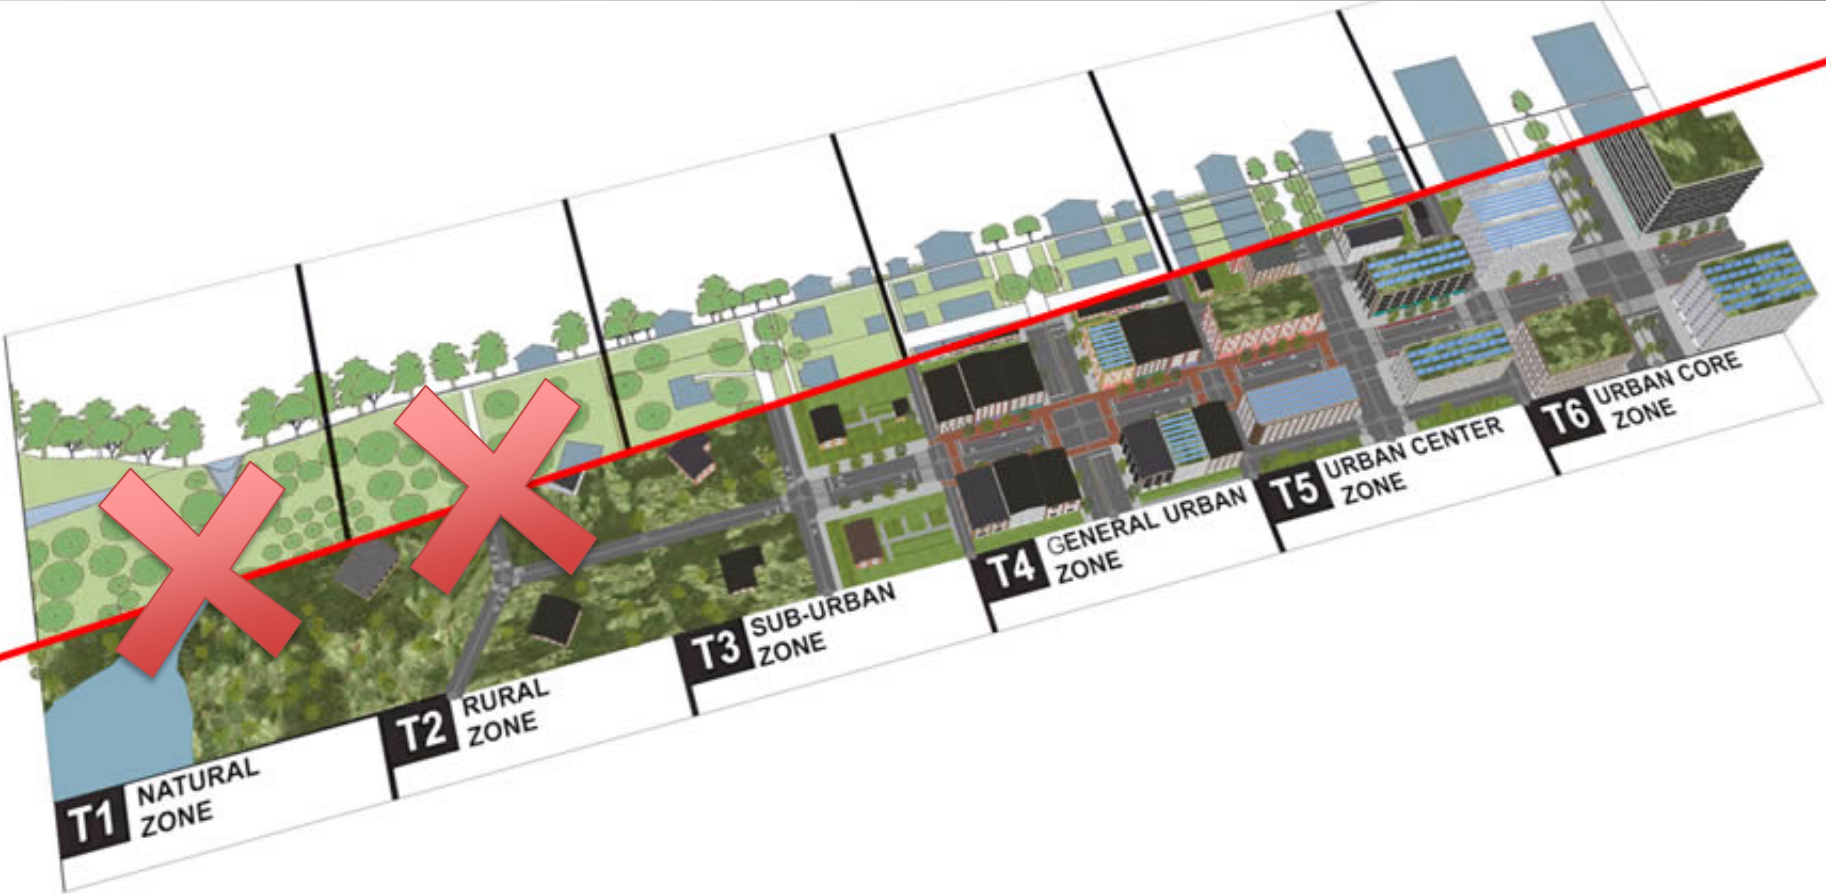 T1 NATURAL
ZONE
T2 RURAL
ZONE
T3 SUB-URBAN
ZONE
T4 GENERAL URBAN
ZONE
T5 URBAN CENTER
ZONE
T6 URBAN CORE
ZONE